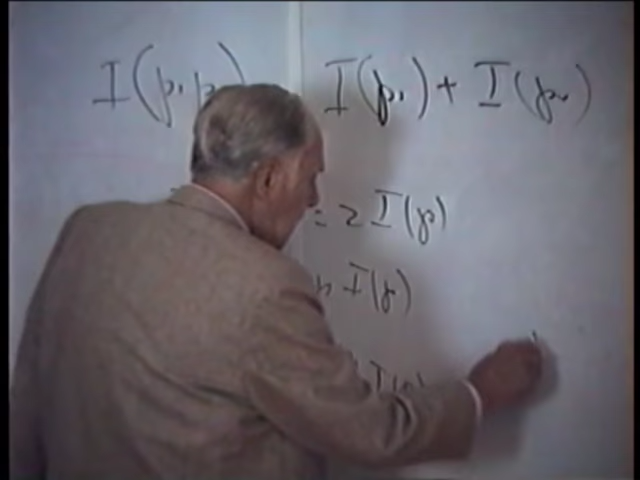 I(p₁ p₂) I(p₁) + I(p₂)
= 2 I(p)
n I(p)
I(p)